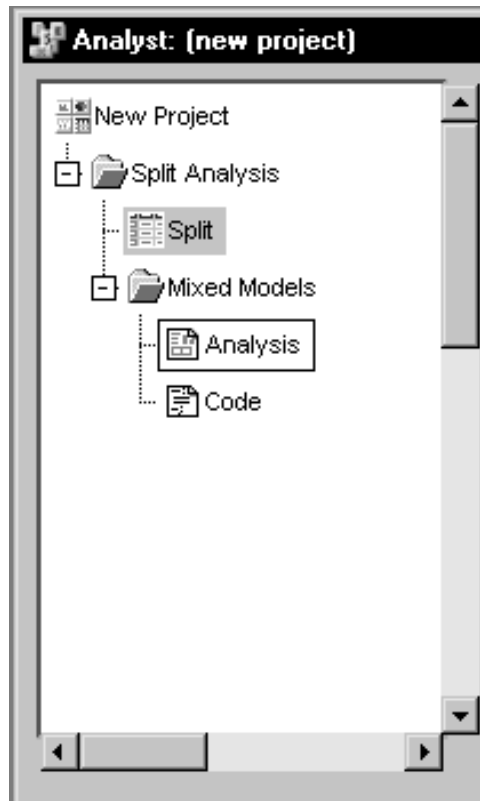 Analyst: (new project)
New Project
Split Analysis
Split
Mixed Models
Analysis
Code